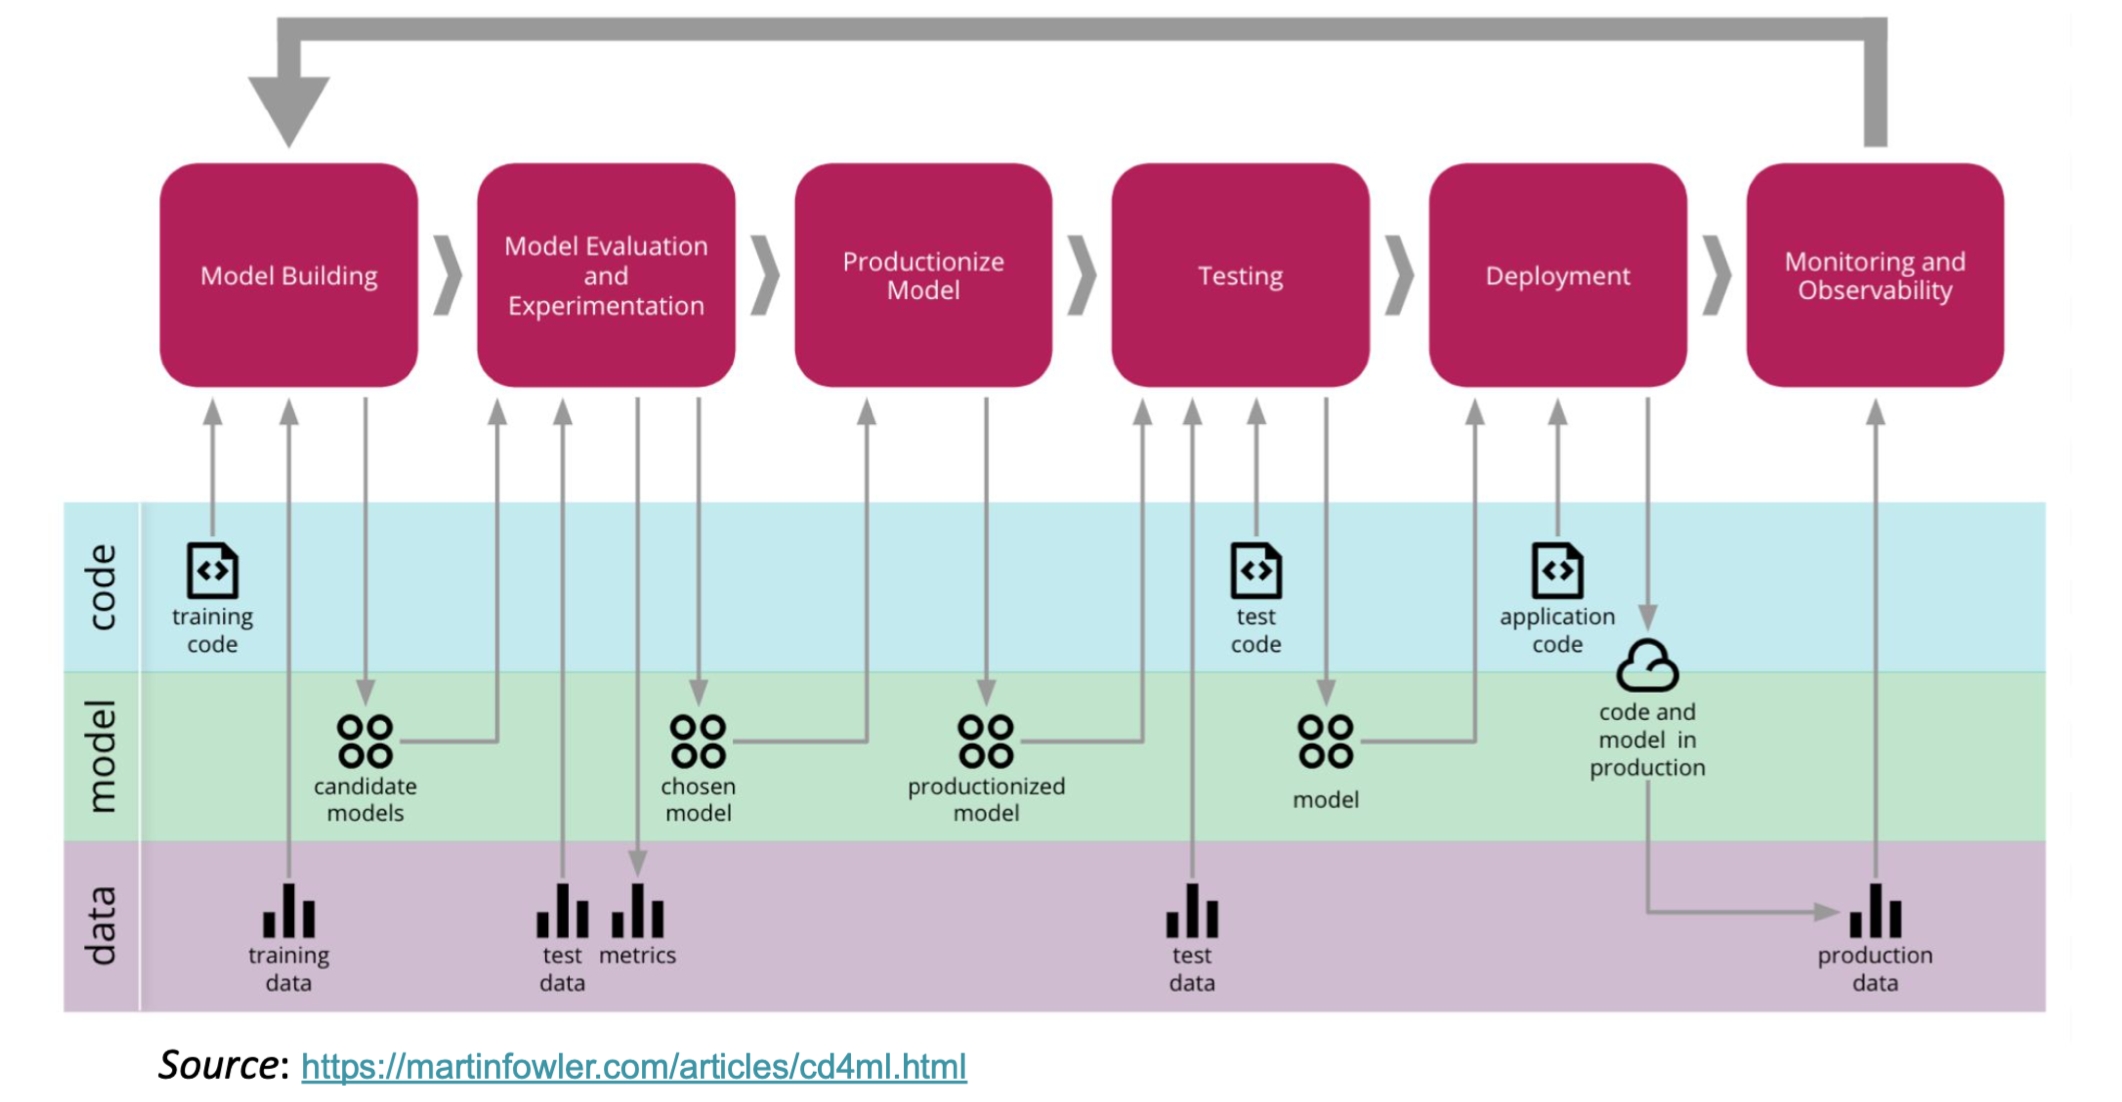 Model Building
Model Evaluation
and
Experimentation
Productionize
Model
Testing
Deployment
Monitoring and
Observability
code
training
code
test
code
application
code
model
candidate
models
chosen
model
productionized
model
model
code and
model in
production
data
training
data
test
data
metrics
test
data
production
data
Source: https://martinfowler.com/articles/cd4ml.html